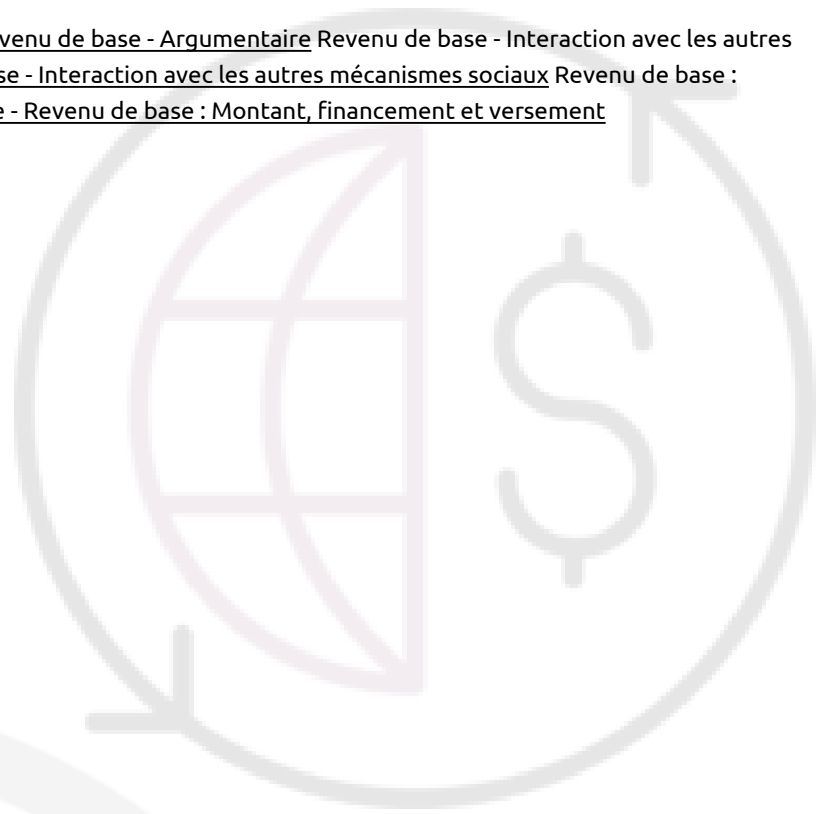 venu de base - Argumentaire Revenu de base - Interaction avec les autres
se - Interaction avec les autres mécanismes sociaux Revenu de base :
e - Revenu de base : Montant, financement et versement